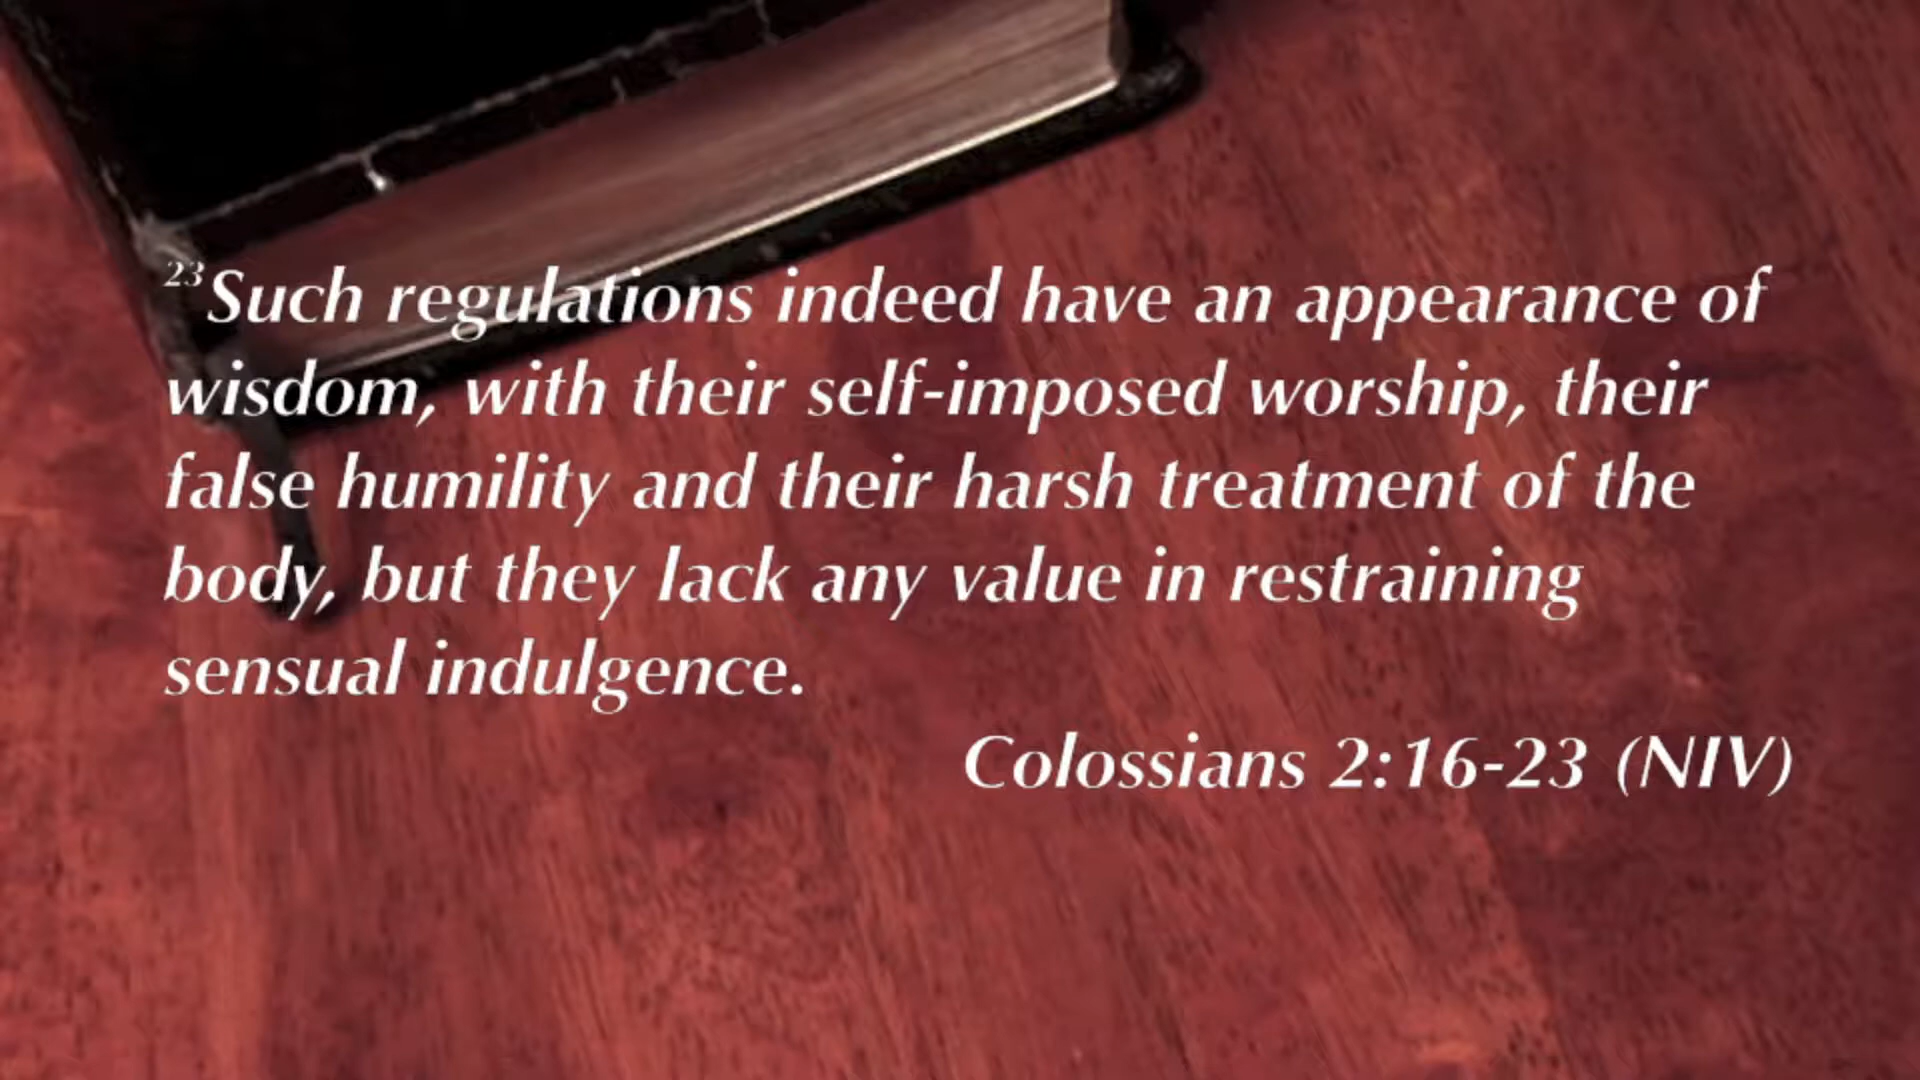 ²³Such regulations indeed have an appearance of
wisdom, with their self-imposed worship, their
false humility and their harsh treatment of the
body, but they lack any value in restraining
sensual indulgence.
Colossians 2:16-23 (NIV)